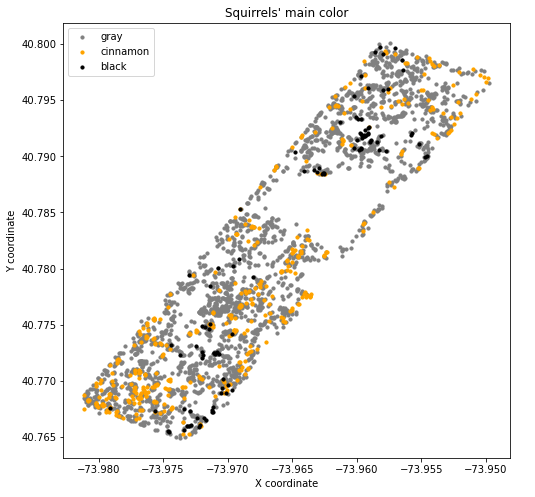 Squirrels' main color
gray
cinnamon
black
40.800
40.795
40.790
40.785
40.780
40.775
40.770
40.765
Y coordinate
−73.980 −73.975 −73.970 −73.965 −73.960 −73.955 −73.950
X coordinate